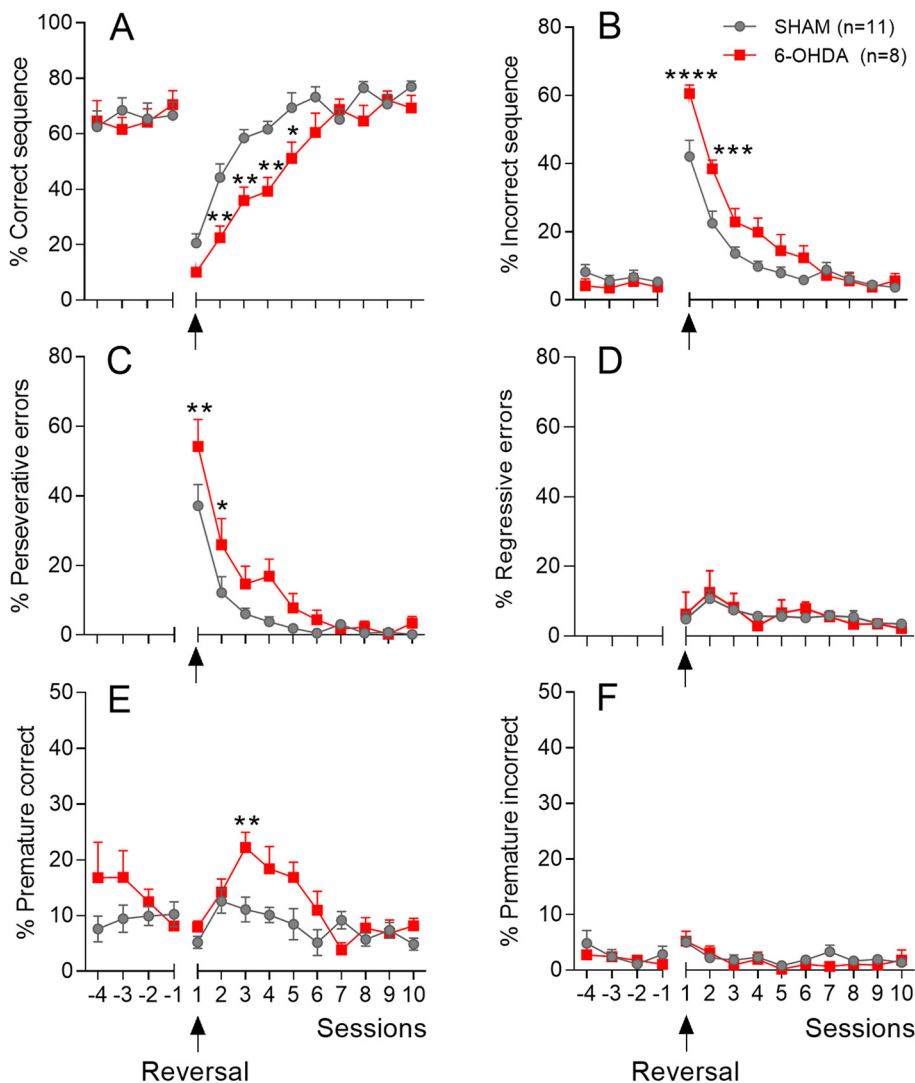 A
B
SHAM (n=11)
6-OHDA (n=8)
% Correct sequence
100
80
60
40
20
0
**
**
**
*
% Incorrect sequence
80
60
40
20
0
****
***
C
% Perseverative errors
80
60
40
20
0
**
*
D
% Regressive errors
80
60
40
20
0
E
% Premature correct
50
40
30
20
10
0
**
-4 -3 -2 -1 1 2 3 4 5 6 7 8 9 10
Sessions
Reversal
F
% Premature incorrect
50
40
30
20
10
0
-4 -3 -2 -1 1 2 3 4 5 6 7 8 9 10
Sessions
Reversal